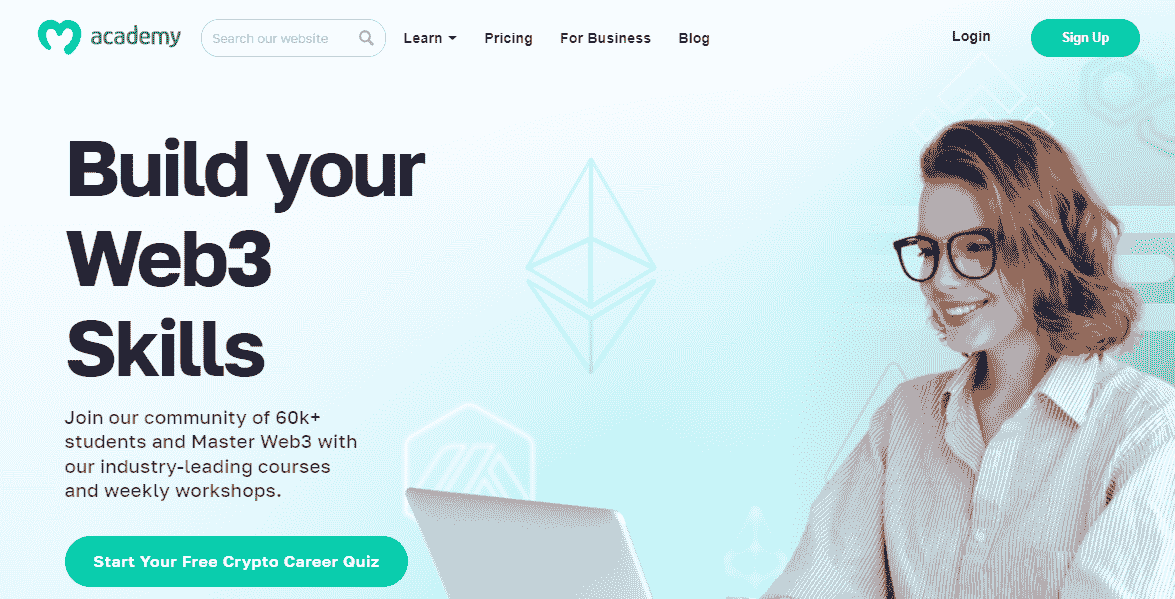 academy
Search our website
Learn
Pricing
For Business
Blog
Login
Sign Up
Build your
Web3
Skills
Join our community of 60k+
students and Master Web3 with
our industry-leading courses
and weekly workshops.
Start Your Free Crypto Career Quiz